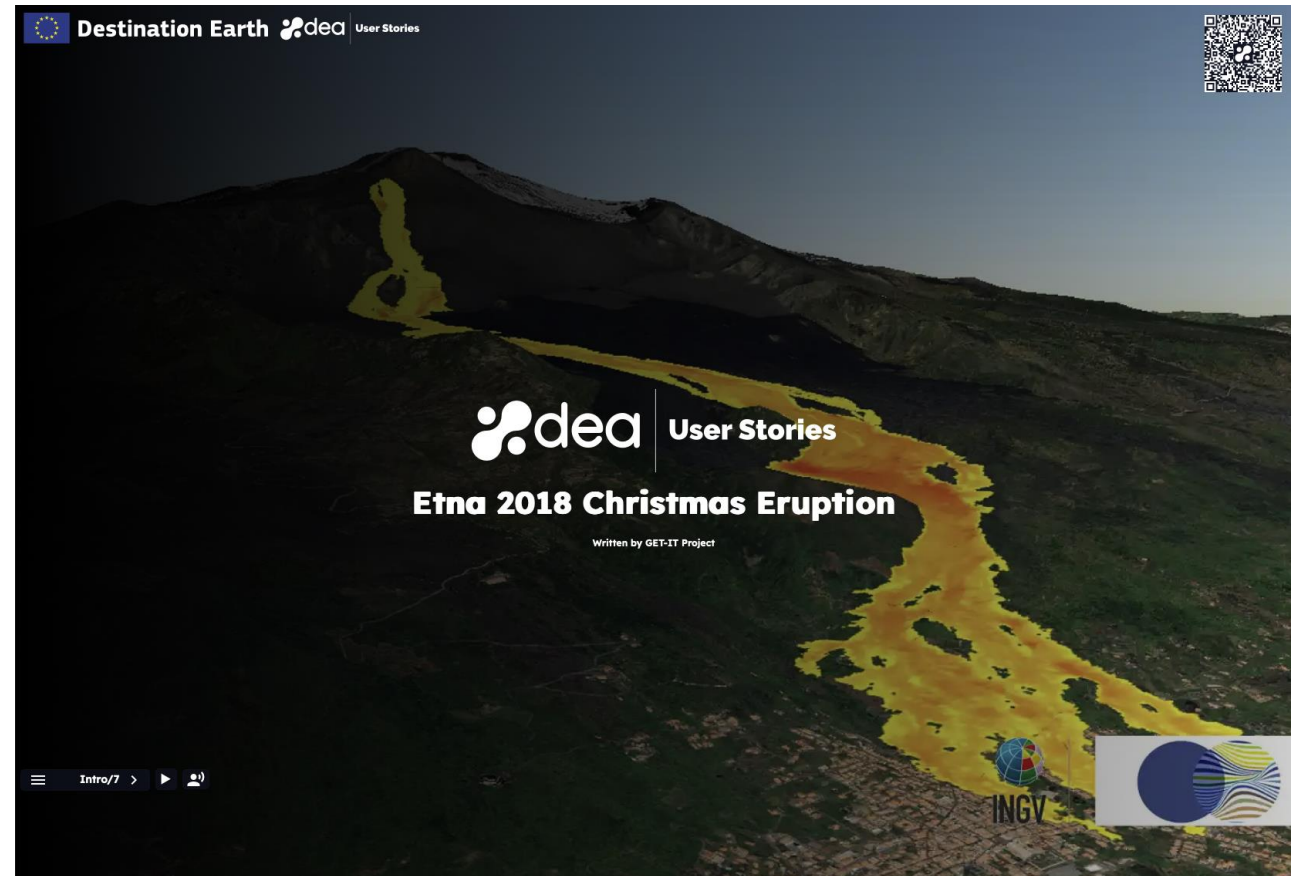 Destination Earth dea User Stories
dea User Stories
Etna 2018 Christmas Eruption
Written by GET-IT Project
Intro/7
INGV